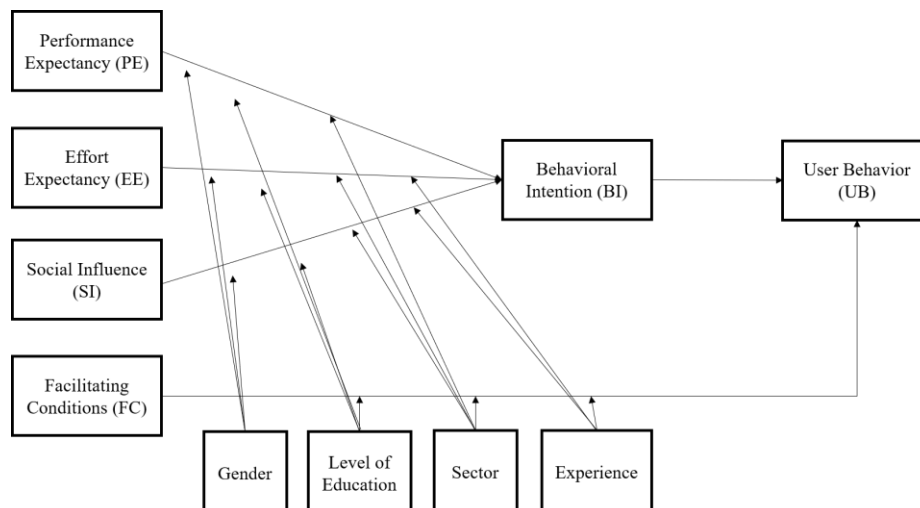 Performance
Expectancy (PE)
Effort
Expectancy (EE)
Social Influence
(SI)
Facilitating
Conditions (FC)
Behavioral
Intention (BI)
User Behavior
(UB)
Gender
Level of
Education
Sector
Experience